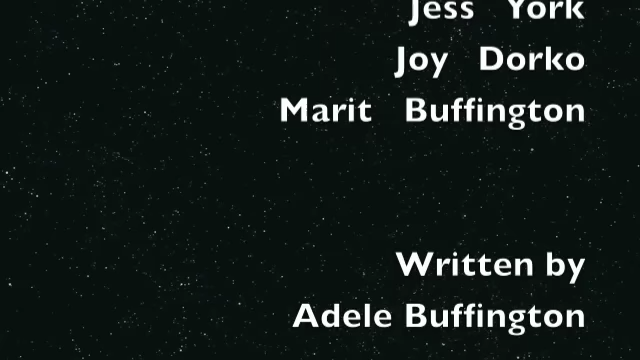 Jess York
Joy Dorko
Marit Buffington
Written by
Adele Buffington